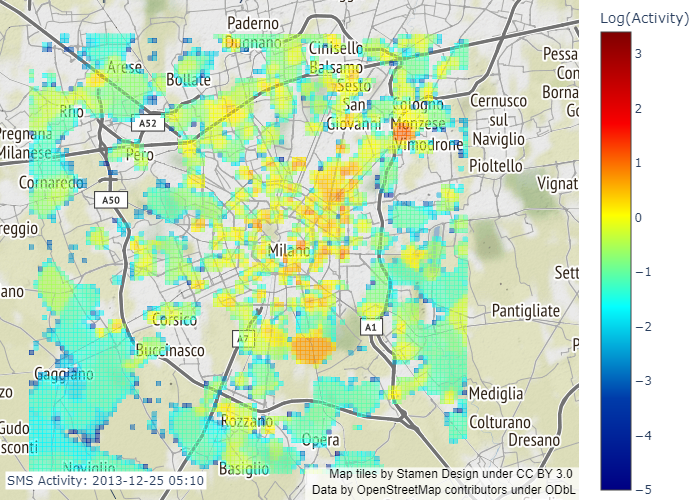 Log(Activity)
3
2
1
0
−1
−2
−3
−4
−5
Paderno
Dugnano
Cinisello
Balsamo
Sesto
San
Giovanni
Cologno
Monzese
Vimodrone
Cernusco
sul
Naviglio
Pioltello
Pessa
Con
Borna
Go
Vignat
Arese
Bollate
Rho
A52
Pero
Pregnana
Milanese
Cornaredo
A50
reggio
Milano
ano
Sett
Pantigliate
Corsico
Buccinasco
A7
A1
P
Gaggiano
zo
Gudo
sconti
Noviglio
Rozzano
Opera
Basiglio
Mediglia
Colturano
Dresano
SMS Activity: 2013-12-25 05:10
Map tiles by Stamen Design under CC BY 3.0
Data by OpenStreetMap contributors under ODbL